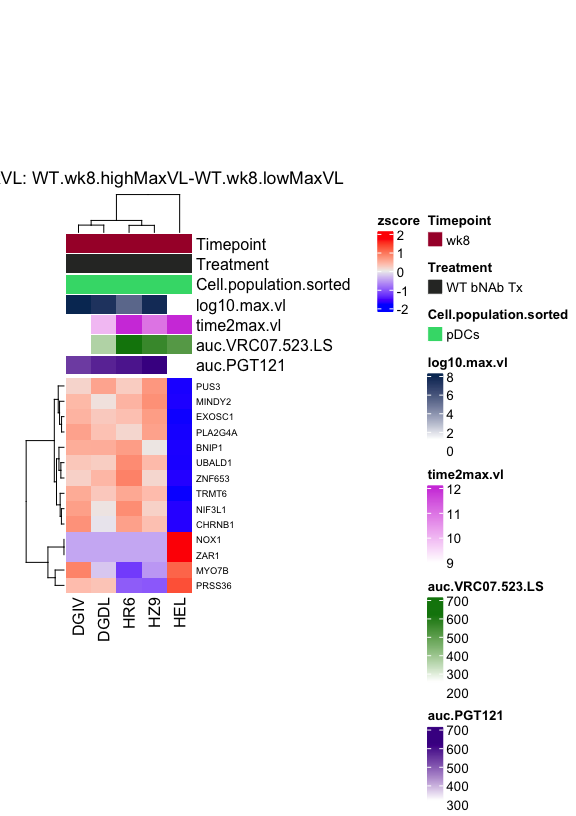 VL: WT.wk8.highMaxVL-WT.wk8.lowMaxVL
Timepoint
Treatment
Cell.population.sorted
log10.max.vl
time2max.vl
auc.VRC07.523.LS
auc.PGT121
PUS3
MINDY2
EXOSC1
PLA2G4A
BNIP1
UBALD1
ZNF653
TRMT6
NIF3L1
CHRNB1
NOX1
ZAR1
MYO7B
PRSS36
DGIV
DGDL
HR6
HZ9
HEL
zscore
2
1
0
-1
-2
Timepoint
wk8
Treatment
WT bNAb Tx
Cell.population.sorted
pDCs
log10.max.vl
8
6
4
2
0
time2max.vl
12
11
10
9
auc.VRC07.523.LS
700
600
500
400
300
200
auc.PGT121
700
600
500
400
300